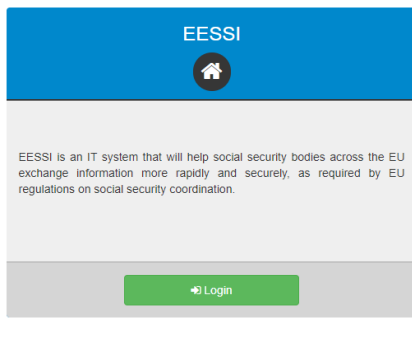 EESSI
EESSI is an IT system that will help social security bodies across the EU
exchange information more rapidly and securely, as required by EU
regulations on social security coordination.
Login